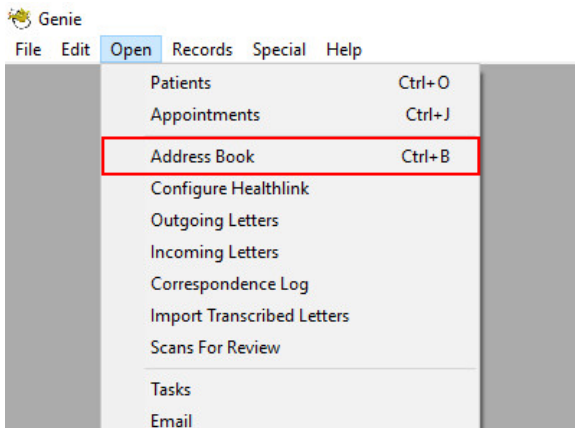 Genie
File Edit Open Records Special Help
Patients Ctrl+O
Appointments Ctrl+J
Address Book Ctrl+B
Configure Healthlink
Outgoing Letters
Incoming Letters
Correspondence Log
Import Transcribed Letters
Scans For Review
Tasks
Email